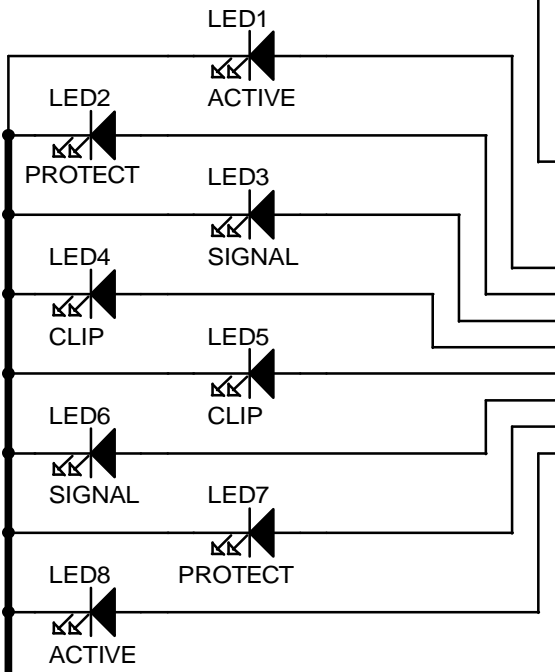 LED1
ACTIVE
LED2
PROTECT
LED3
SIGNAL
LED4
CLIP
LED5
CLIP
LED6
SIGNAL
LED7
PROTECT
LED8
ACTIVE